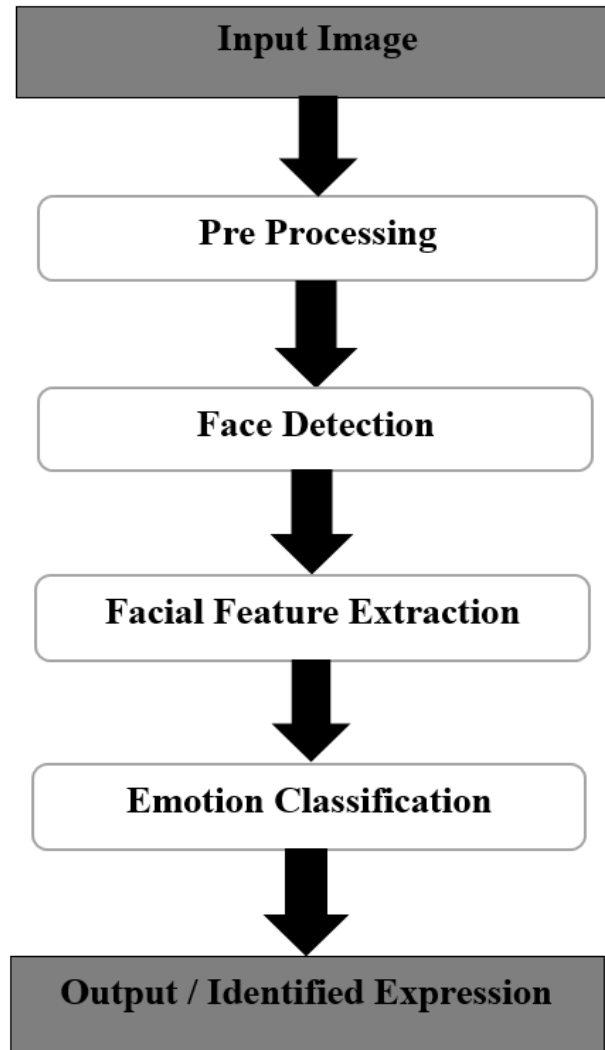 Input Image
Pre Processing
Face Detection
Facial Feature Extraction
Emotion Classification
Output / Identified Expression